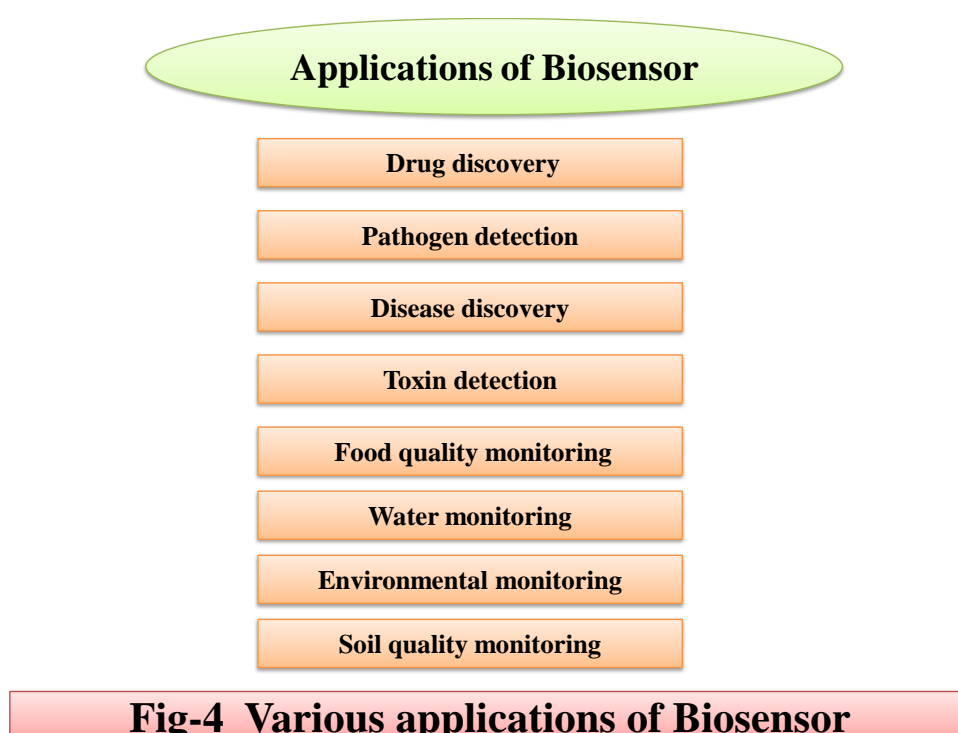 Applications of Biosensor
Drug discovery
Pathogen detection
Disease discovery
Toxin detection
Food quality monitoring
Water monitoring
Environmental monitoring
Soil quality monitoring
Fig-4 Various applications of Biosensor